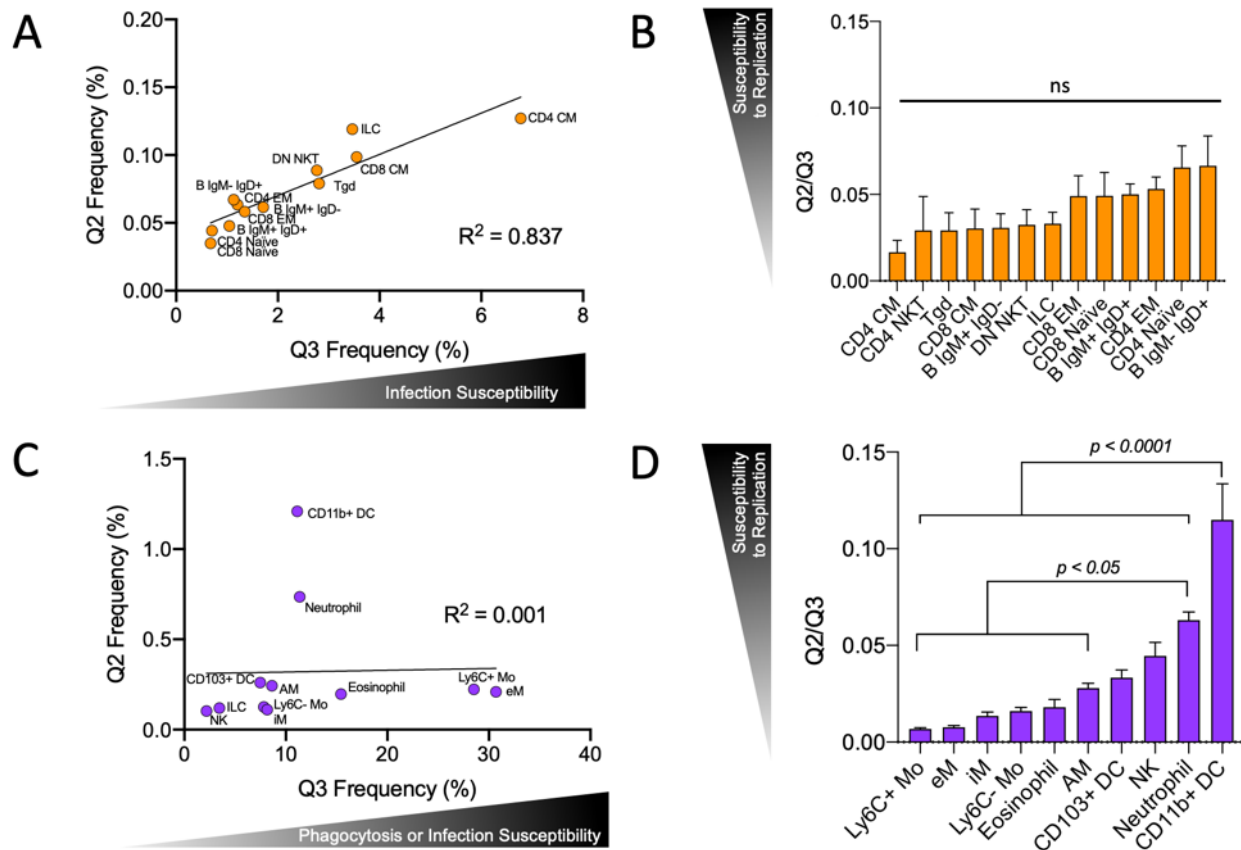 A
0.20
0.15
0.10
0.05
0.00
Q2 Frequency (%)
ILC
CD4 CM
DN NKT
CD8 CM
Tgd
B IgM- IgD+
CD4 EM
B IgM+ IgD-
CD8 EM
B IgM+ IgD+
CD4 Naïve
CD8 Naïve
R² = 0.837
0 2 4 6 8
Q3 Frequency (%)
Infection Susceptibility
B
Susceptibility
to Replication
0.15
0.10
0.05
0.00
Q2/Q3
ns
CD4 CM
CD4 NKT
Tgd
CD8 CM
B IgM+ IgD-
DN NKT
ILC
CD8 EM
CD8 Naïve
B IgM+ IgD+
CD4 EM
CD4 Naïve
B IgM- IgD+
C
1.5
1.0
0.5
0.0
Q2 Frequency (%)
CD11b+ DC
Neutrophil
R² = 0.001
CD103+ DC
AM
Eosinophil
Ly6C+ Mo
eM
ILC
Ly6C- Mo
NK
iM
0 10 20 30 40
Q3 Frequency (%)
Phagocytosis or Infection Susceptibility
D
Susceptibility
to Replication
0.15
0.10
0.05
0.00
Q2/Q3
p < 0.0001
p < 0.05
Ly6C+ Mo
eM
iM
Ly6C- Mo
Eosinophil
AM
CD103+ DC
NK
Neutrophil
CD11b+ DC